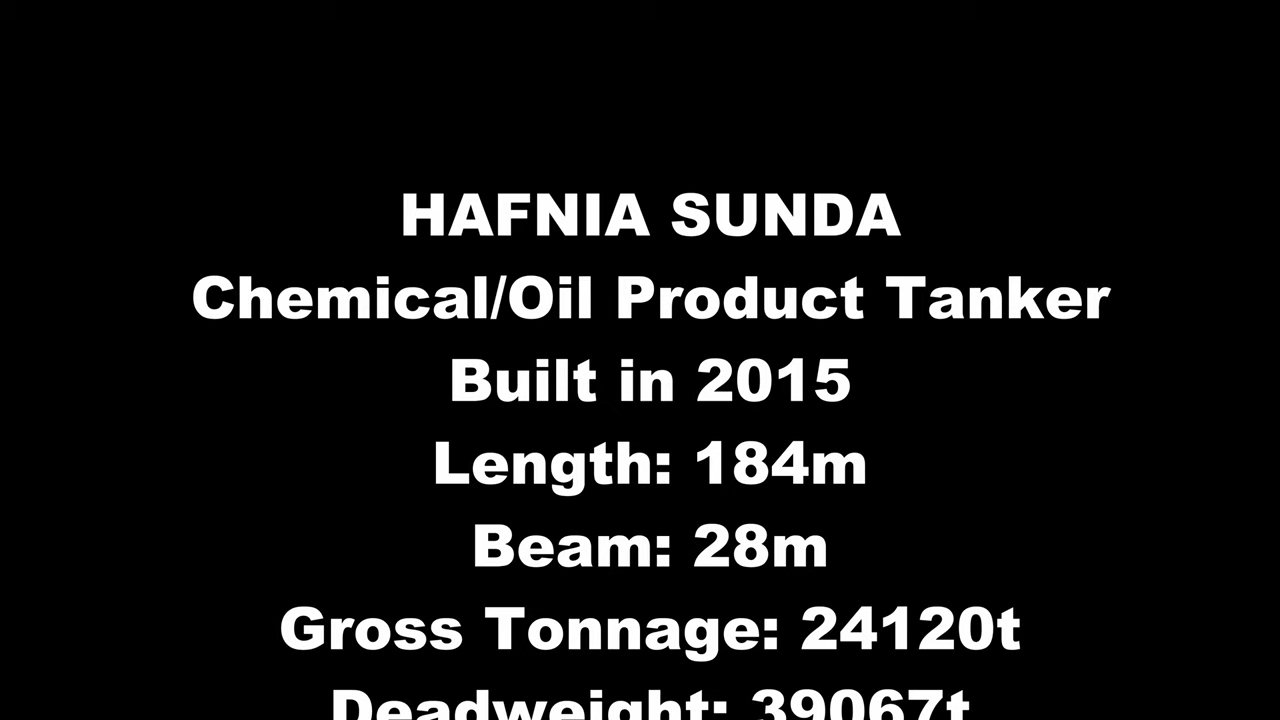 HAFNIA SUNDA
Chemical/Oil Product Tanker
Built in 2015
Length: 184m
Beam: 28m
Gross Tonnage: 24120t
Deadweight: 39067t